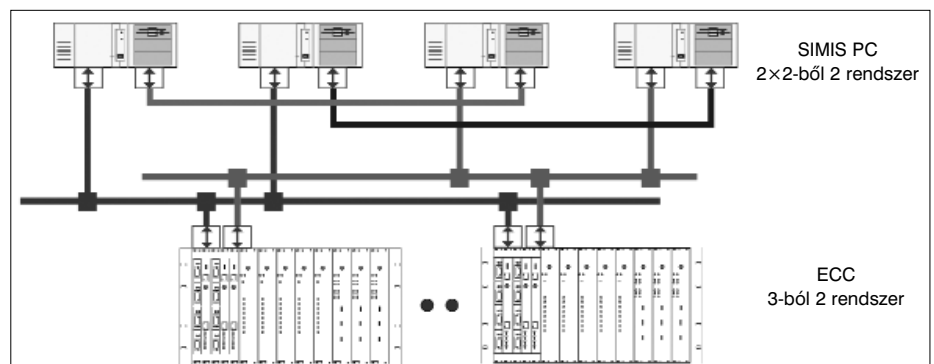 SIMIS PC
2×2-ből 2 rendszer
ECC
3-ból 2 rendszer